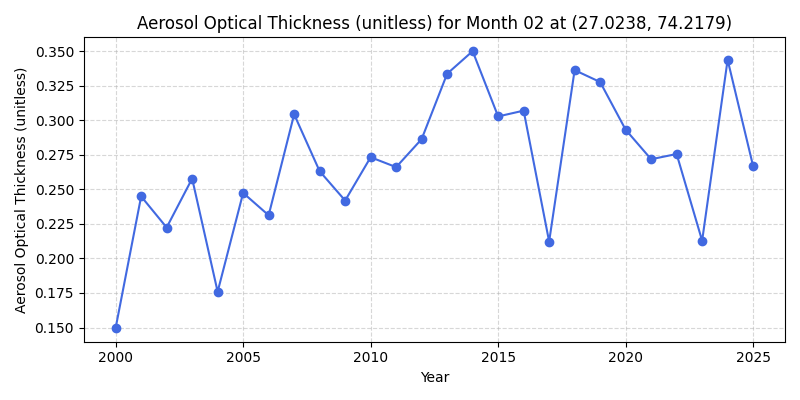 Aerosol Optical Thickness (unitless) for Month 02 at (27.0238, 74.2179)
Aerosol Optical Thickness (unitless)
0.350
0.325
0.300
0.275
0.250
0.225
0.200
0.175
0.150
2000 2005 2010 2015 2020 2025
Year